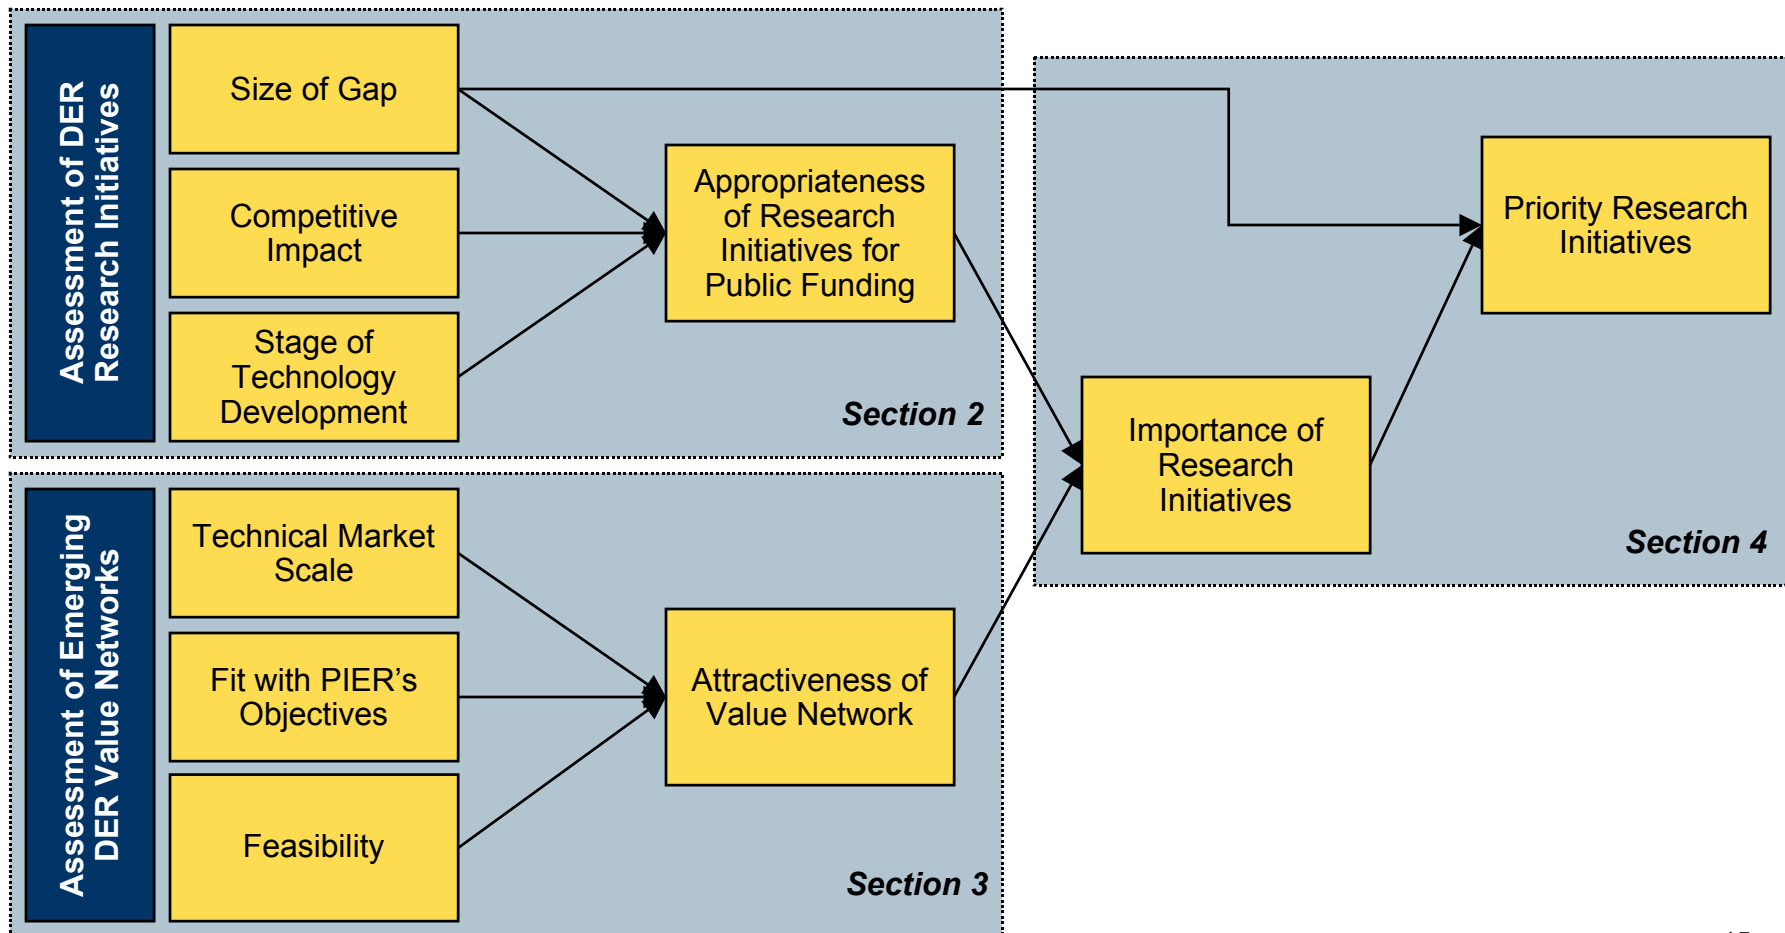 Assessment of DER
Research Initiatives
Size of Gap
Competitive
Impact
Stage of
Technology
Development
Appropriateness
of Research
Initiatives for
Public Funding
Section 2
Assessment of Emerging
DER Value Networks
Technical Market
Scale
Fit with PIER’s
Objectives
Feasibility
Attractiveness of
Value Network
Section 3
Priority Research
Initiatives
Importance of
Research
Initiatives
Section 4